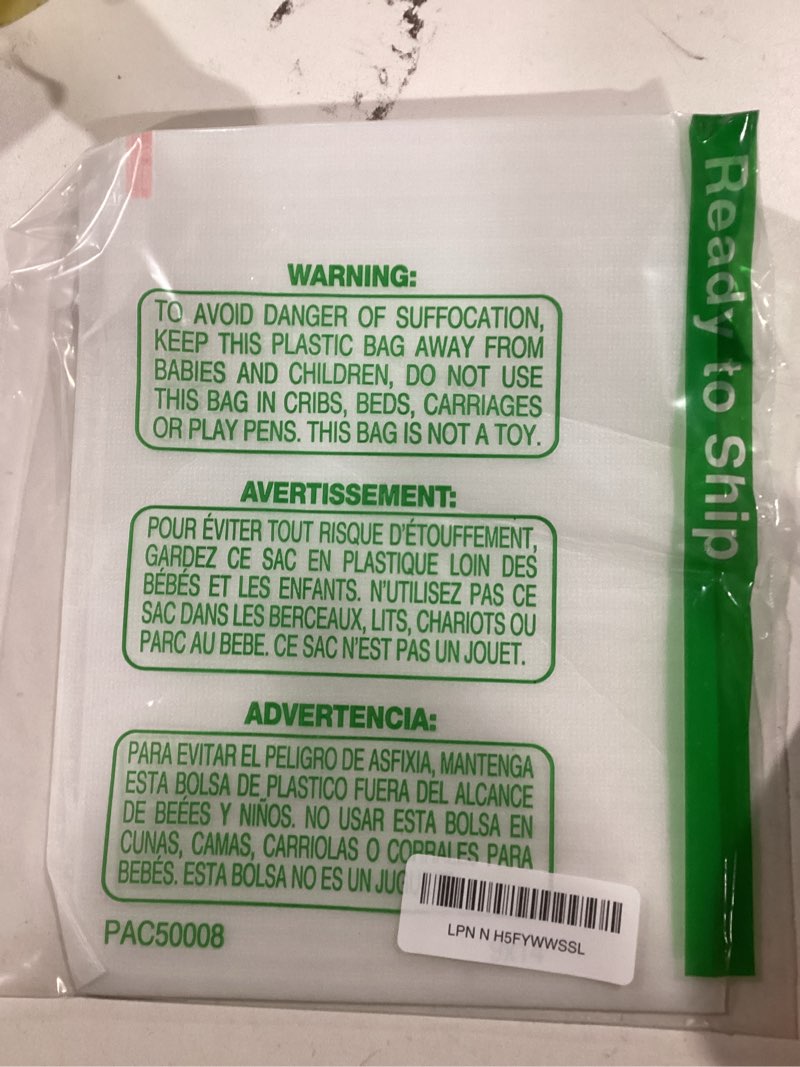 Ready to Ship
WARNING:
TO AVOID DANGER OF SUFFOCATION,
KEEP THIS PLASTIC BAG AWAY FROM
BABIES AND CHILDREN, DO NOT USE
THIS BAG IN CRIBS, BEDS, CARRIAGES
OR PLAY PENS. THIS BAG IS NOT A TOY.
AVERTISSEMENT:
POUR ÉVITER TOUT RISQUE D'ÉTOUFFEMENT,
GARDEZ CE SAC EN PLASTIQUE LOIN DES
BÉBÉS ET LES ENFANTS. N'UTILISEZ PAS CE
SAC DANS LES BERCEAUX, LITS, CHARIOTS OU
PARC AU BEBE. CE SAC N'EST PAS UN JOUET.
ADVERTENCIA:
PARA EVITAR EL PELIGRO DE ASFIXIA, MANTENGA
ESTA BOLSA DE PLASTICO FUERA DEL ALCANCE
DE BEÉES Y NIÑOS. NO USAR ESTA BOLSA EN
CUNAS, CAMAS, CARRIOLAS O CORRALES PARA
BEBÉS. ESTA BOLSA NO ES UN
PAC50008
LPN N H5FYWWSSL